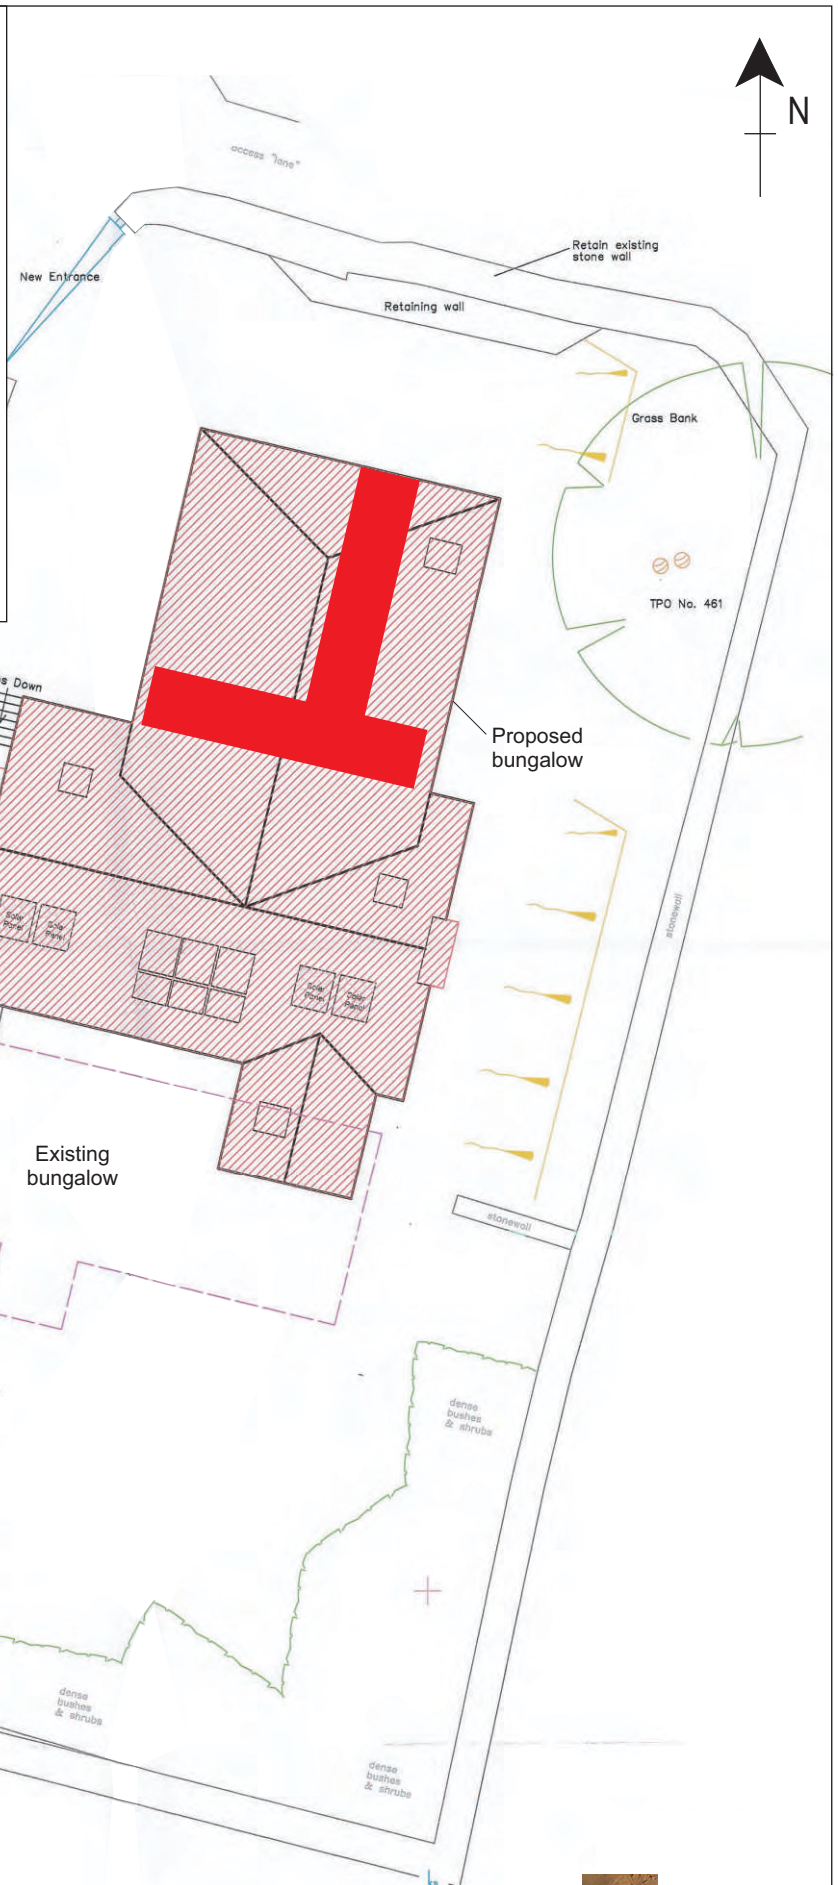 N
access "lane"
Retain existing
stone wall
New Entrance
Retaining wall
Grass Bank
TPO No. 461
s Down
Proposed
bungalow
stonewall
Solar
Panel
Solar
Panel
Solar
Panel
Solar
Panel
Existing
bungalow
stonewall
dense
bushes
& shrubs
dense
bushes
& shrubs
dense
bushes
& shrubs